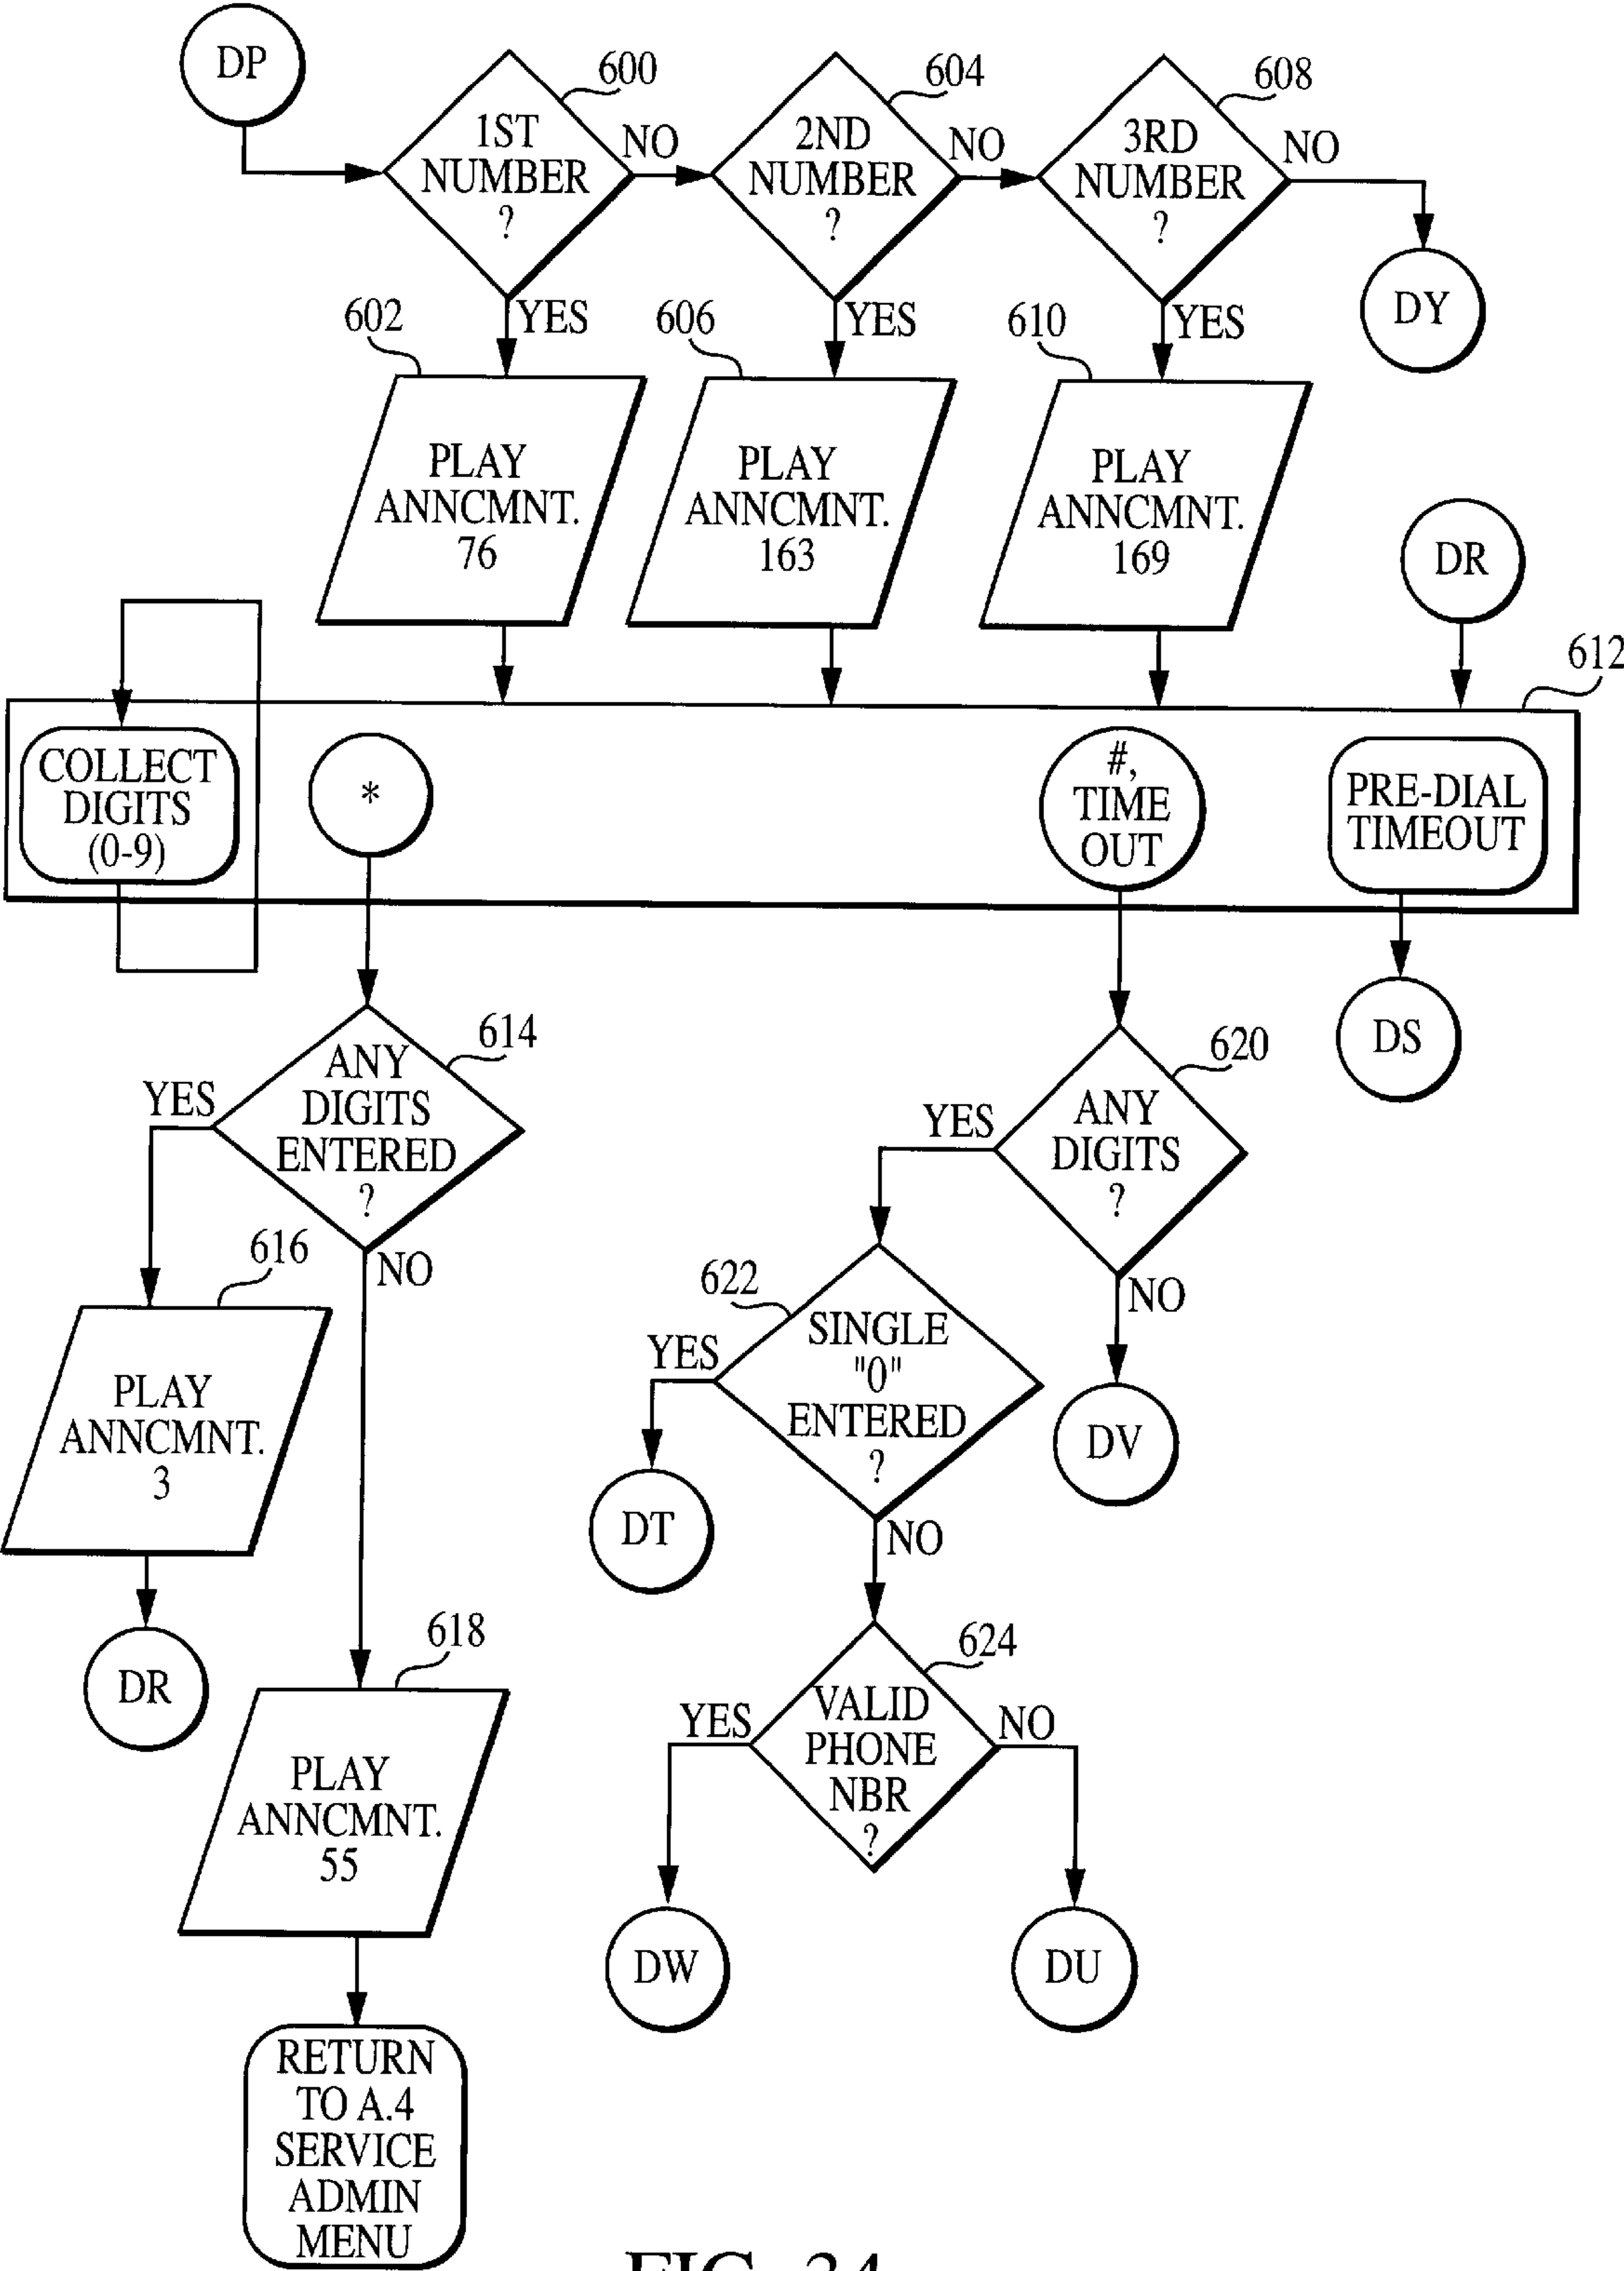 DP
600
1ST
NUMBER
?
NO
604
2ND
NUMBER
?
NO
608
3RD
NUMBER
?
NO
DY
YES
YES
YES
602
PLAY
ANNCMNT.
76
606
PLAY
ANNCMNT.
163
610
PLAY
ANNCMNT.
169
DR
612
COLLECT
DIGITS
(0-9)
*
#,
TIME
OUT
PRE-DIAL
TIMEOUT
DS
614
ANY
DIGITS
ENTERED
?
YES
NO
616
PLAY
ANNCMNT.
3
DR
618
PLAY
ANNCMNT.
55
RETURN
TO A.4
SERVICE
ADMIN
MENU
620
ANY
DIGITS
?
YES
NO
DV
622
SINGLE
"0"
ENTERED
?
YES
DT
NO
624
VALID
PHONE
NBR
?
YES
NO
DW
DU
FIG. 34